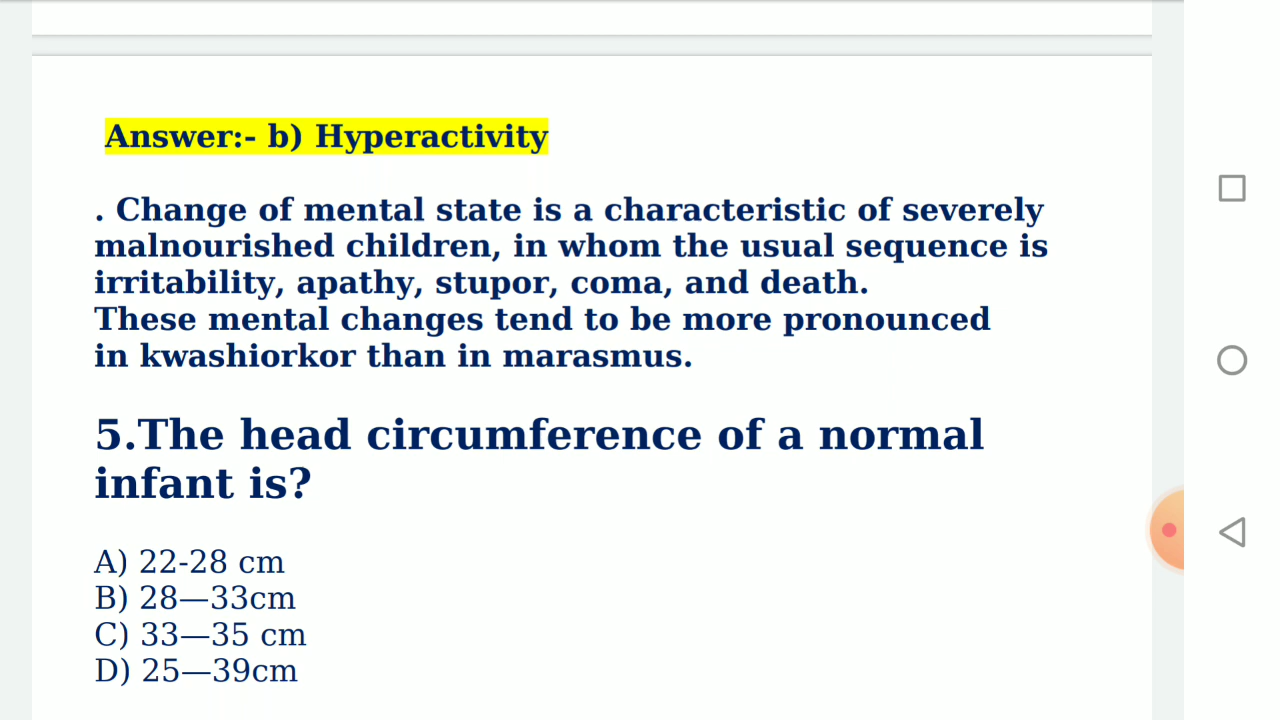 Answer:- b) Hyperactivity
. Change of mental state is a characteristic of severely
malnourished children, in whom the usual sequence is
irritability, apathy, stupor, coma, and death.
These mental changes tend to be more pronounced
in kwashiorkor than in marasmus.
5.The head circumference of a normal
infant is?
A) 22-28 cm
B) 28—33cm
C) 33—35 cm
D) 25—39cm